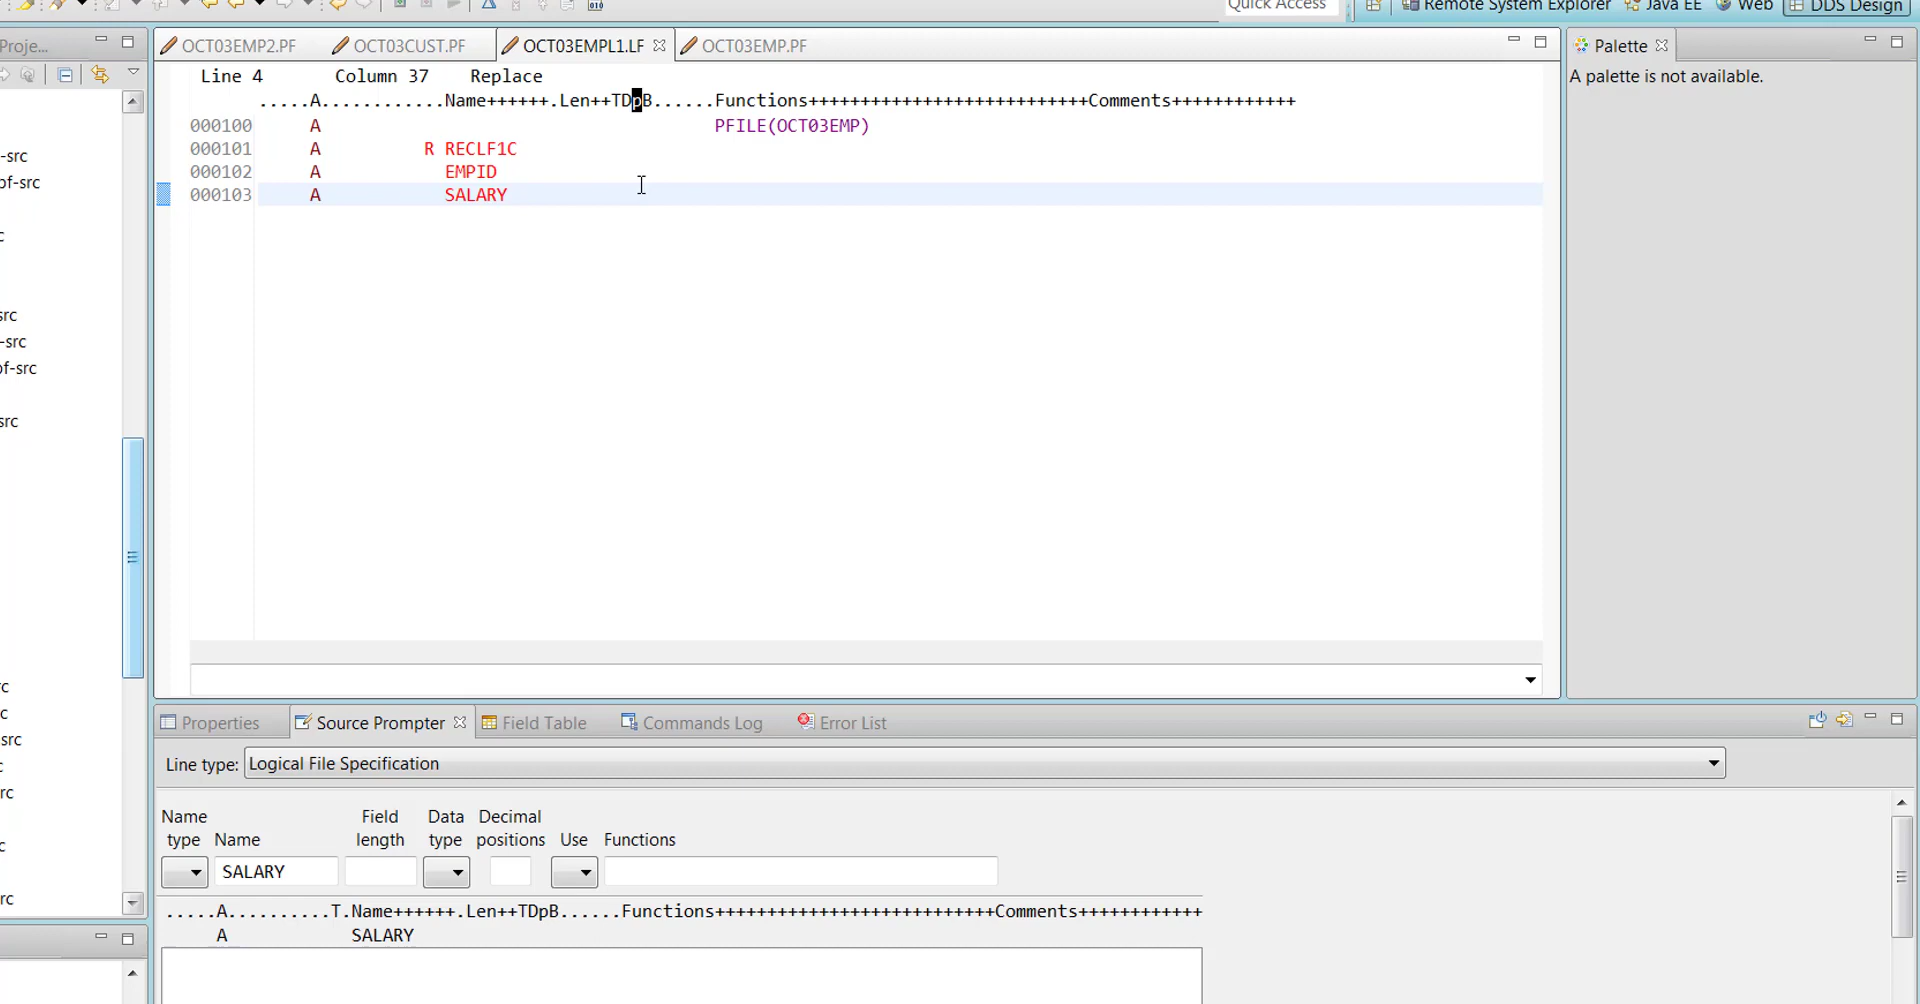 Quick Access
Remote System Explorer
Java EE
Web
DDS Design
Proje...
OCT03EMP2.PF
OCT03CUST.PF
OCT03EMPL1.LF
OCT03EMP.PF
Palette
Line 4 Column 37 Replace
A palette is not available.
.....A............Name++++++.Len++TDpB......Functions+++++++++++++++++++++++++++Comments++++++++++++
000100 A PFILE(OCT03EMP)
000101 A R RECLF1C
000102 A EMPID
000103 A SALARY
-src
of-src
c
src
-src
of-src
src
c
c
-src
c
rc
c
rc
Properties
Source Prompter
Field Table
Commands Log
Error List
Line type: Logical File Specification
Name Field Data Decimal
type Name length type positions Use Functions
SALARY
.....A..........T.Name++++++.Len++TDpB......Functions+++++++++++++++++++++++++++Comments++++++++++++
A SALARY